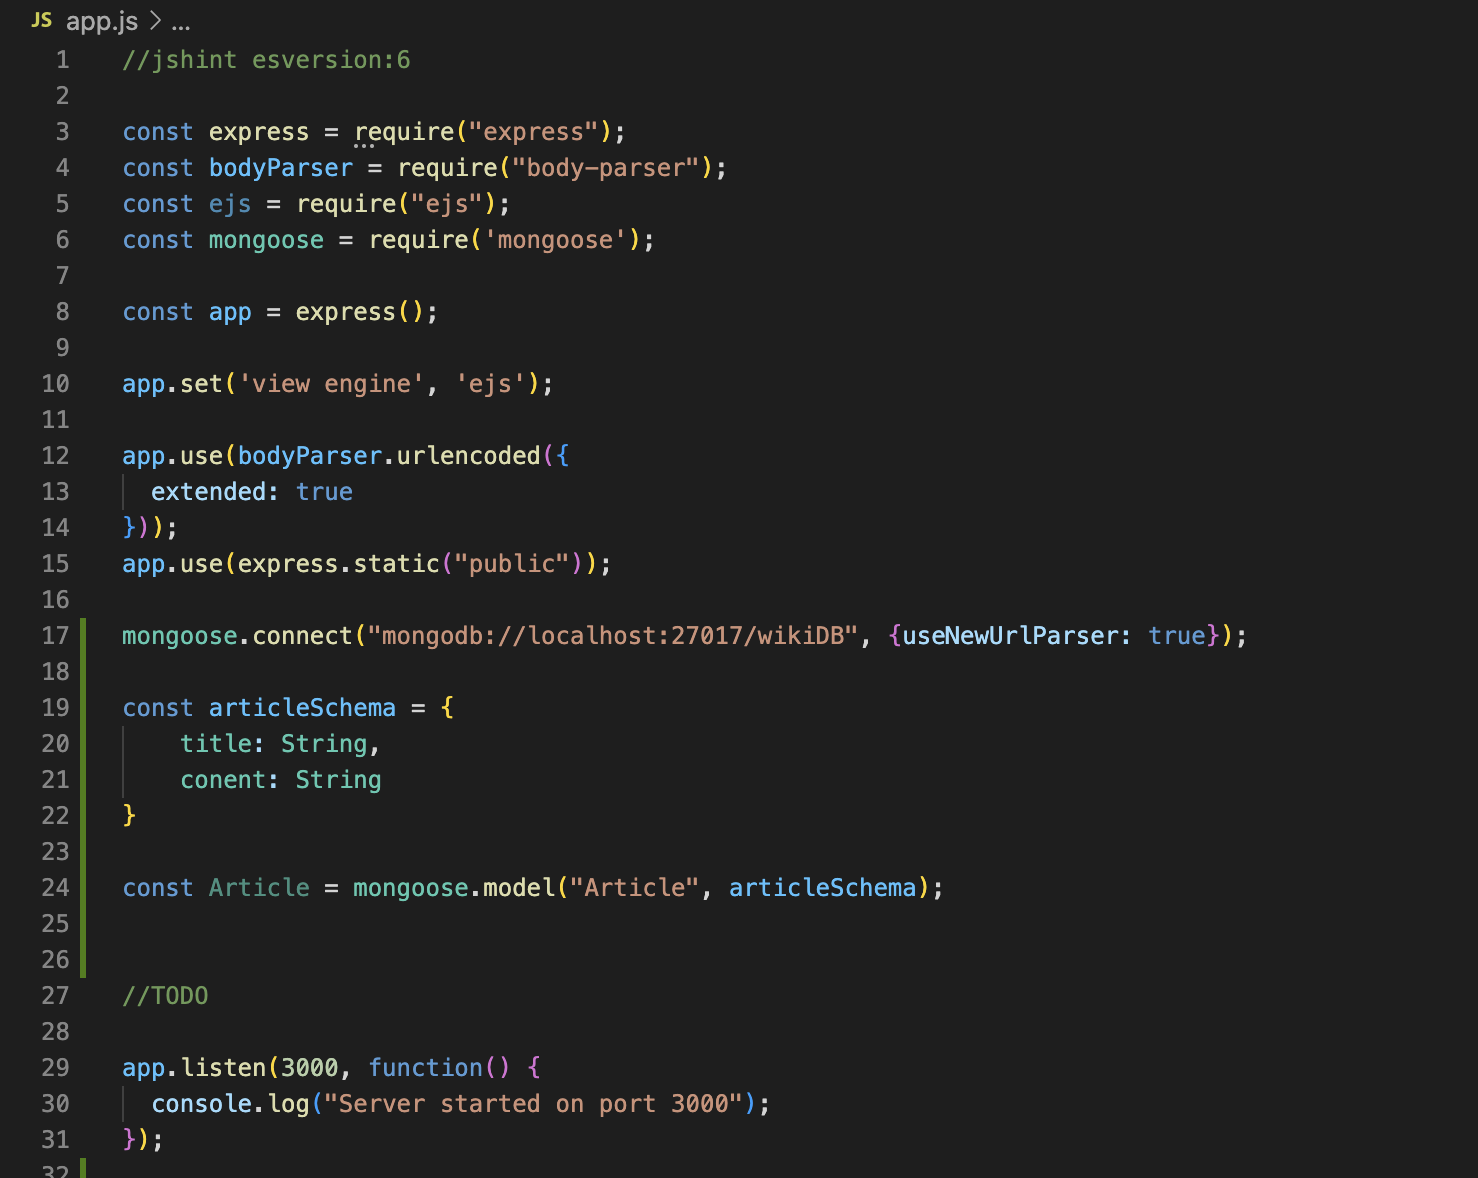 JS app.js > ...
1 //jshint esversion:6
2
3 const express = require("express");
4 const bodyParser = require("body-parser");
5 const ejs = require("ejs");
6 const mongoose = require('mongoose');
7
8 const app = express();
9
10 app.set('view engine', 'ejs');
11
12 app.use(bodyParser.urlencoded({
13 extended: true
14 }));
15 app.use(express.static("public"));
16
17 mongoose.connect("mongodb://localhost:27017/wikiDB", {useNewUrlParser: true});
18
19 const articleSchema = {
20 title: String,
21 conent: String
22 }
23
24 const Article = mongoose.model("Article", articleSchema);
25
26
27 //TODO
28
29 app.listen(3000, function() {
30 console.log("Server started on port 3000");
31 });
32